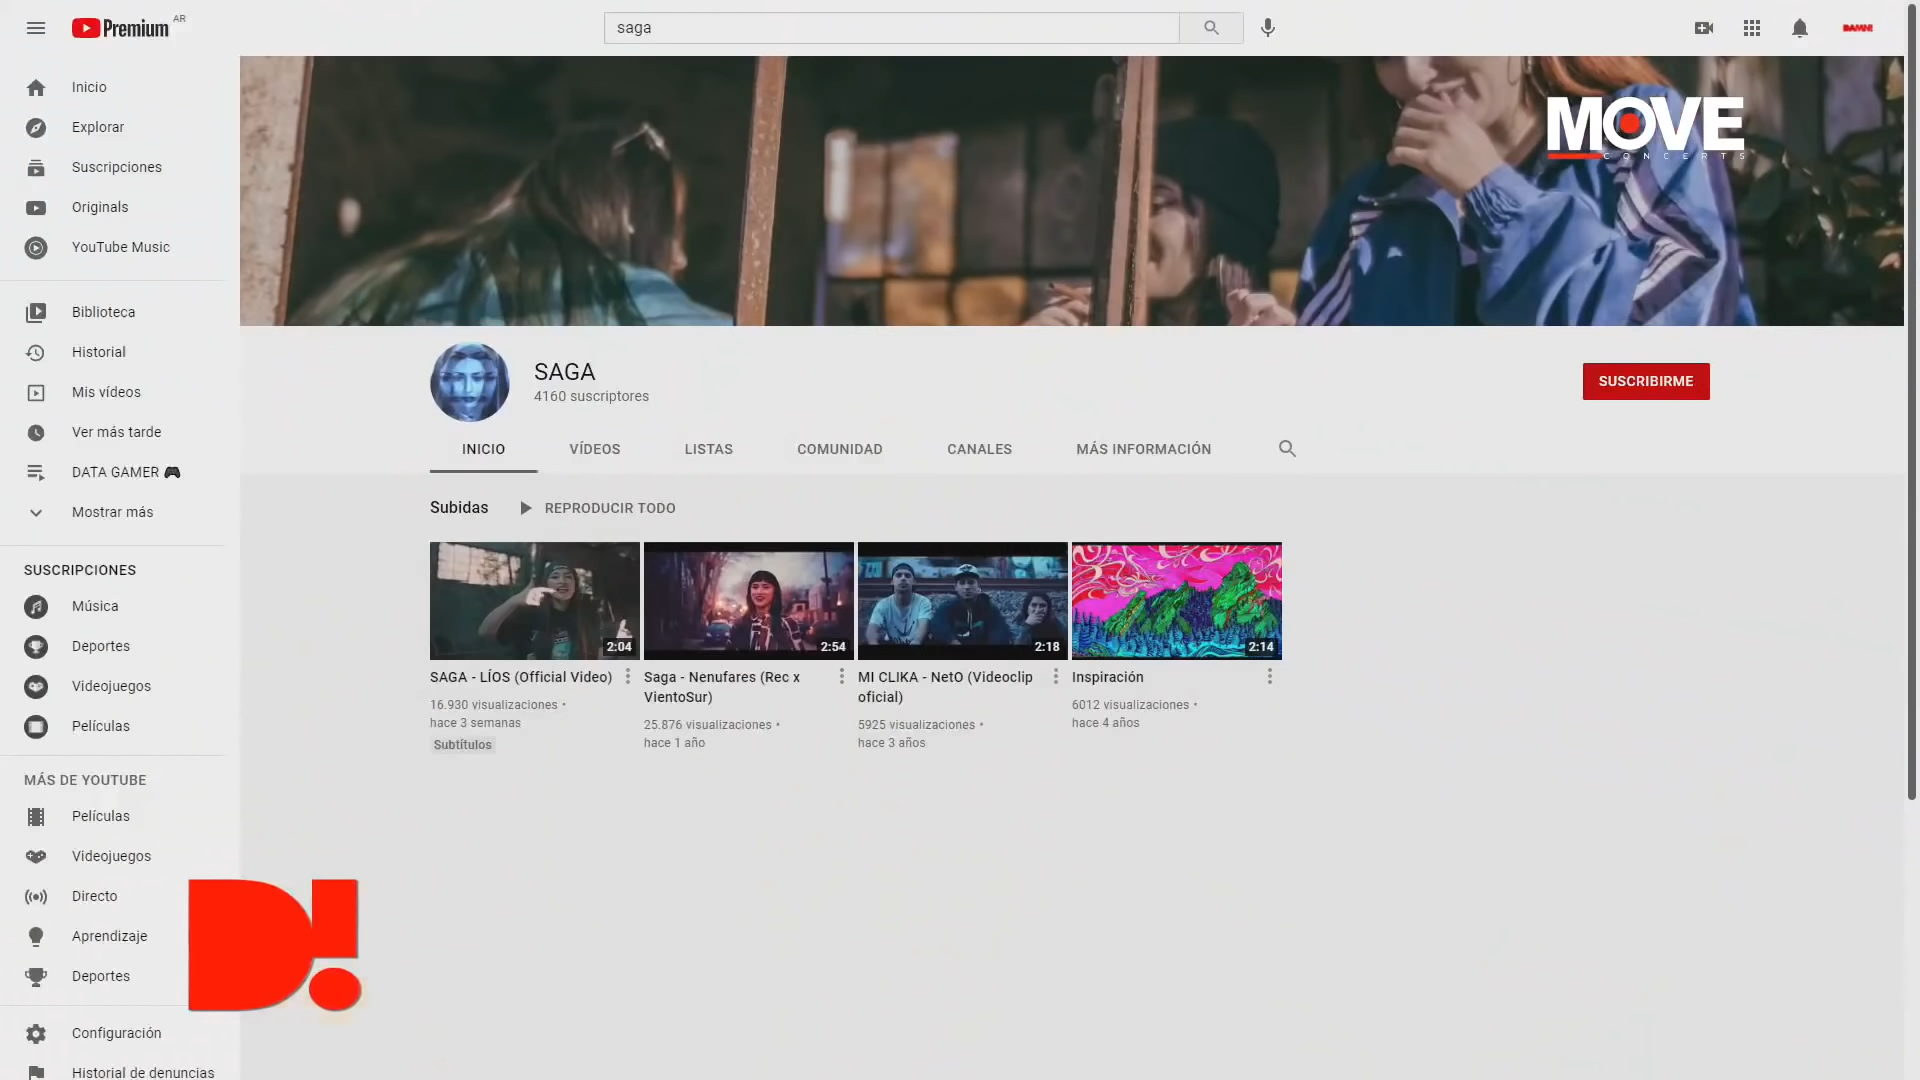 Premium AR
saga
DAMN!
Inicio
Explorar
Suscripciones
Originals
YouTube Music
Biblioteca
Historial
Mis vídeos
Ver más tarde
DATA GAMER 🎮
Mostrar más
SUSCRIPCIONES
Música
Deportes
Videojuegos
Películas
MÁS DE YOUTUBE
Películas
Videojuegos
Directo
Aprendizaje
Deportes
Configuración
Historial de denuncias
MOVE
CONCERTS
SAGA
4160 suscriptores
SUSCRIBIRME
INICIO VÍDEOS LISTAS COMUNIDAD CANALES MÁS INFORMACIÓN
Subidas REPRODUCIR TODO
2:04
SAGA - LÍOS (Official Video)
16.930 visualizaciones •
hace 3 semanas
Subtítulos
2:54
Saga - Nenufares (Rec x
VientoSur)
25.876 visualizaciones •
hace 1 año
2:18
MI CLIKA - NetO (Videoclip
oficial)
5925 visualizaciones •
hace 3 años
2:14
Inspiración
6012 visualizaciones •
hace 4 años
D!